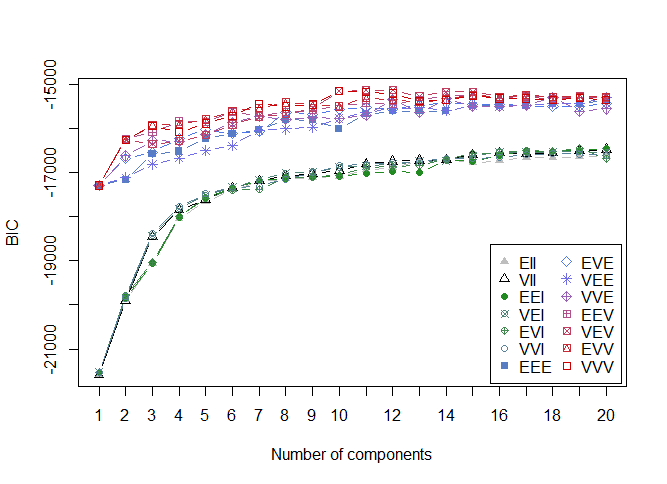 -15000
-17000
-19000
-21000
BIC
1 2 3 4 5 6 7 8 9 10 12 14 16 18 20
Number of components
EII EVE
VII VEE
EEI VVE
VEI EEV
EVI VEV
VVI EVV
EEE VVV